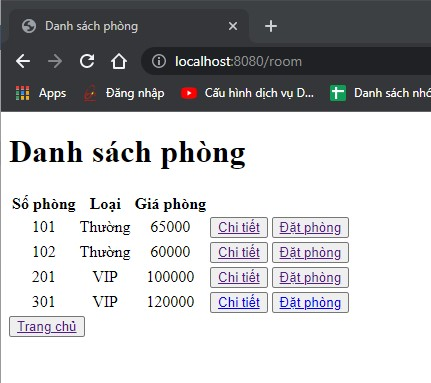 Danh sách phòng
localhost:8080/room
Apps Đăng nhập Cấu hình dịch vụ D... Danh sách nhó
Danh sách phòng
Số phòng Loại Giá phòng
101 Thường 65000 Chi tiết Đặt phòng
102 Thường 60000 Chi tiết Đặt phòng
201 VIP 100000 Chi tiết Đặt phòng
301 VIP 120000 Chi tiết Đặt phòng
Trang chủ